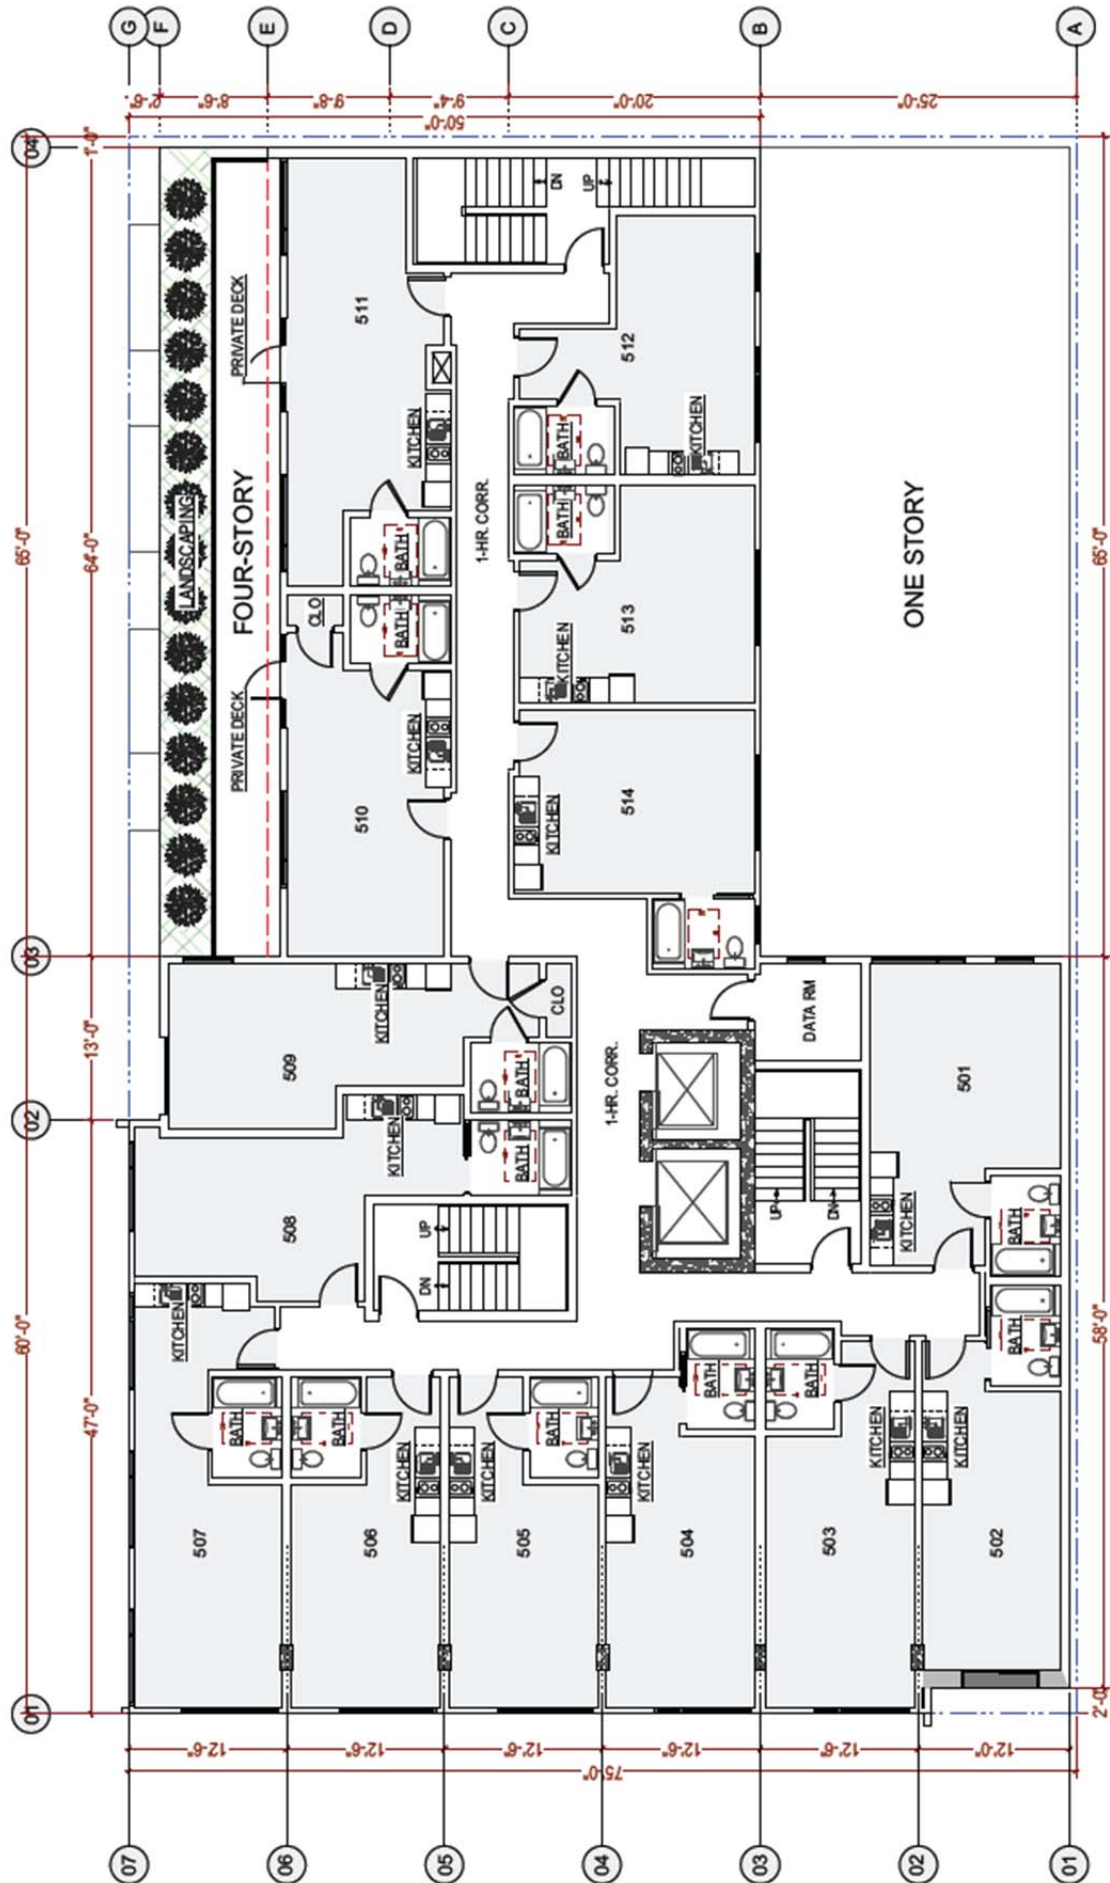 G
F
E
D
C
B
A
2'-6"
8'-6"
9'-8"
9'-4"
20'-0"
25'-0"
50'-0"
04
1'-0"
65'-0"
64'-0"
LANDSCAPING
FOUR-STORY
PRIVATE DECK
PRIVATE DECK
511
DN
UP
512
KITCHEN
BATH
KITCHEN
BATH
1-HR. CORR.
BATH
CLO
BATH
513
KITCHEN
ONE STORY
65'-0"
510
KITCHEN
514
KITCHEN
03
13'-0"
509
KITCHEN
CLO
BATH
1-HR. CORR.
DATA RM
501
02
508
KITCHEN
BATH
UP
DN
UP
DN
KITCHEN
BATH
60'-0"
47'-0"
58'-0"
KITCHEN
BATH
BATH
BATH
BATH
BATH
BATH
KITCHEN
KITCHEN
KITCHEN
KITCHEN
KITCHEN
507
506
505
504
503
502
01
2'-0"
12'-6"
12'-6"
12'-6"
12'-6"
12'-6"
12'-0"
75'-0"
07
06
05
04
03
02
01